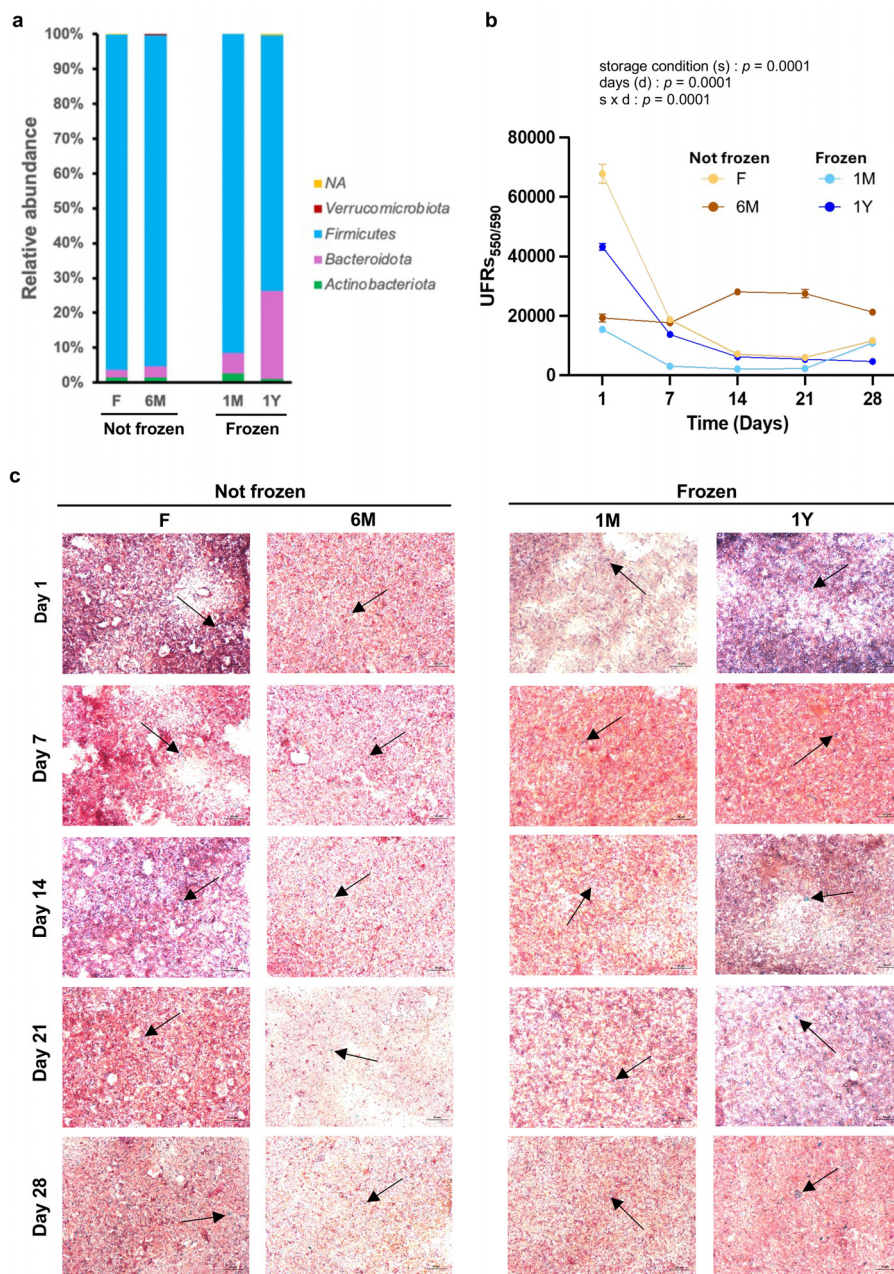 a
Relative abundance
100%
90%
80%
70%
60%
50%
40%
30%
20%
10%
0%
F 6M 1M 1Y
Not frozen Frozen
NA
Verrucomicrobiota
Firmicutes
Bacteroidota
Actinobacteriota
b
storage condition (s) : p = 0.0001
days (d) : p = 0.0001
s x d : p = 0.0001
UFRs550/590
80000
60000
40000
20000
0
Not frozen Frozen
F 1M
6M 1Y
1 7 14 21 28
Time (Days)
c
Not frozen Frozen
F 6M 1M 1Y
Day 1
Day 7
Day 14
Day 21
Day 28